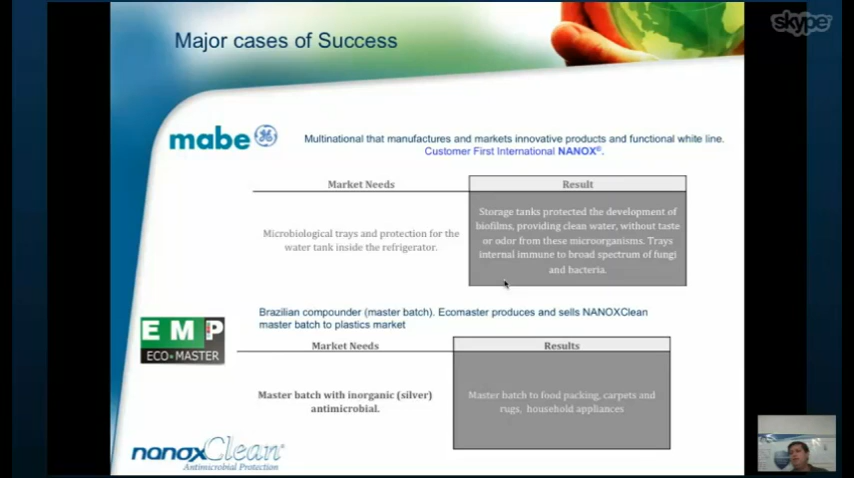 skype
Major cases of Success
mabe
Multinational that manufactures and markets innovative products and functional white line.
Customer First International NANOX®.
Market Needs
Result
Microbiological trays and protection for the
water tank inside the refrigerator.
Storage tanks protected the development of
biofilms, providing clean water, without taste
or odor from these microorganisms. Trays
internal immune to broad spectrum of fungi
and bacteria.
Brazilian compounder (master batch). Ecomaster produces and sells NANOXClean
master batch to plastics market
EMP
ECO•MASTER
Market Needs
Results
Master batch with inorganic (silver)
antimicrobial.
Master batch to food packing, carpets and
rugs, household appliances
nanoxClean®
Antimicrobial Protection